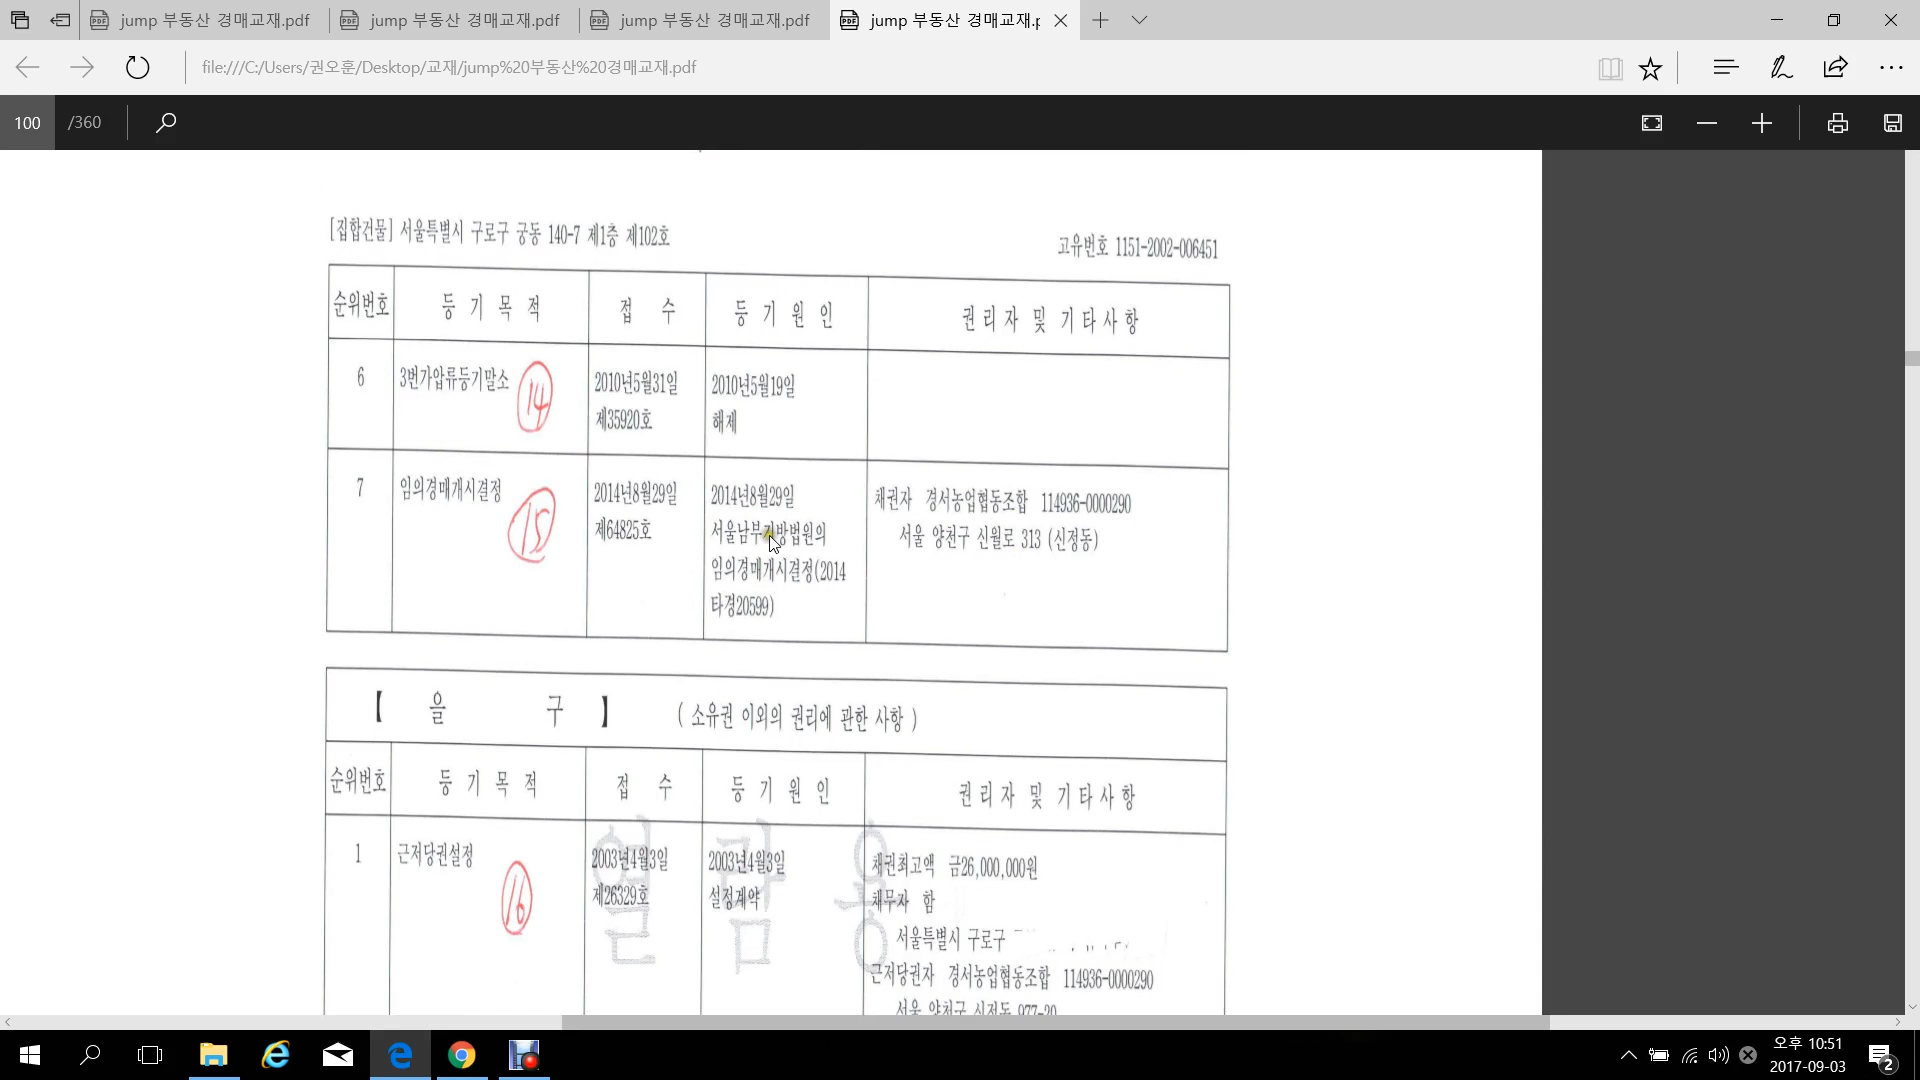 jump 부동산 경매교재.pdf
jump 부동산 경매교재.pdf
jump 부동산 경매교재.pdf
jump 부동산 경매교재.p
file:///C:/Users/권오훈/Desktop/교재/jump%20부동산%20경매교재.pdf
100 /360
[집합건물] 서울특별시 구로구 궁동 140-7 제1층 제102호
고유번호 1151-2002-006451
순위번호 등 기 목 적 접 수 등 기 원 인 권 리 자 및 기 타 사 항
6 3번가압류등기말소 14 2010년5월31일 2010년5월19일
제35920호 해제
7 임의경매개시결정 15 2014년8월29일 2014년8월29일 채권자 경서농업협동조합 114936-0000290
제64825호 서울남부지방법원의 서울 양천구 신월로 313 (신정동)
임의경매개시결정(2014
타경20599)
【 을 구 】 ( 소유권 이외의 권리에 관한 사항 )
순위번호 등 기 목 적 접 수 등 기 원 인 권 리 자 및 기 타 사 항
1 근저당권설정 16 2003년4월3일 2003년4월3일 채권최고액 금26,000,000원
제26329호 설정계약 채무자 함
서울특별시 구로구
근저당권자 경서농업협동조합 114936-0000290
서울 양천구 신정동 977-20
열 람 용
오후 10:51
2017-09-03
2